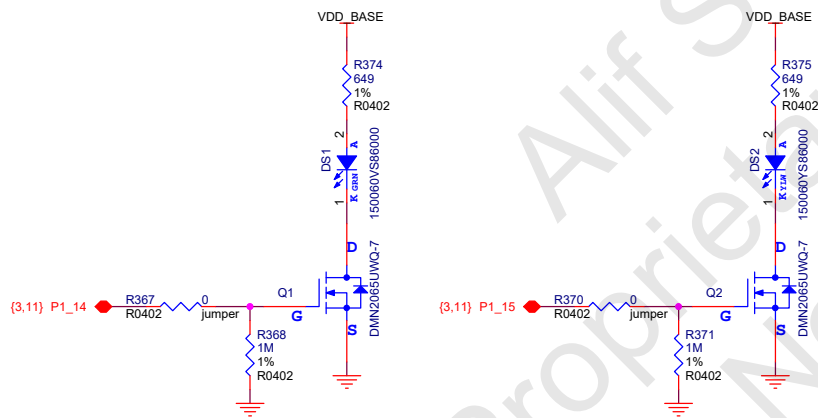 VDD_BASE
R374
649
1%
R0402
2
A
DS1
GRN
K
1
150060VS86000
D
DMN2065UWQ-7
Q1
G
S
{3,11} P1_14
R367
0
R0402
jumper
R368
1M
1%
R0402
VDD_BASE
R375
649
1%
R0402
2
A
DS2
YLW
K
1
150060YS86000
D
DMN2065UWQ-7
Q2
G
S
{3,11} P1_15
R370
0
R0402
jumper
R371
1M
1%
R0402
Alif S
Proprieta